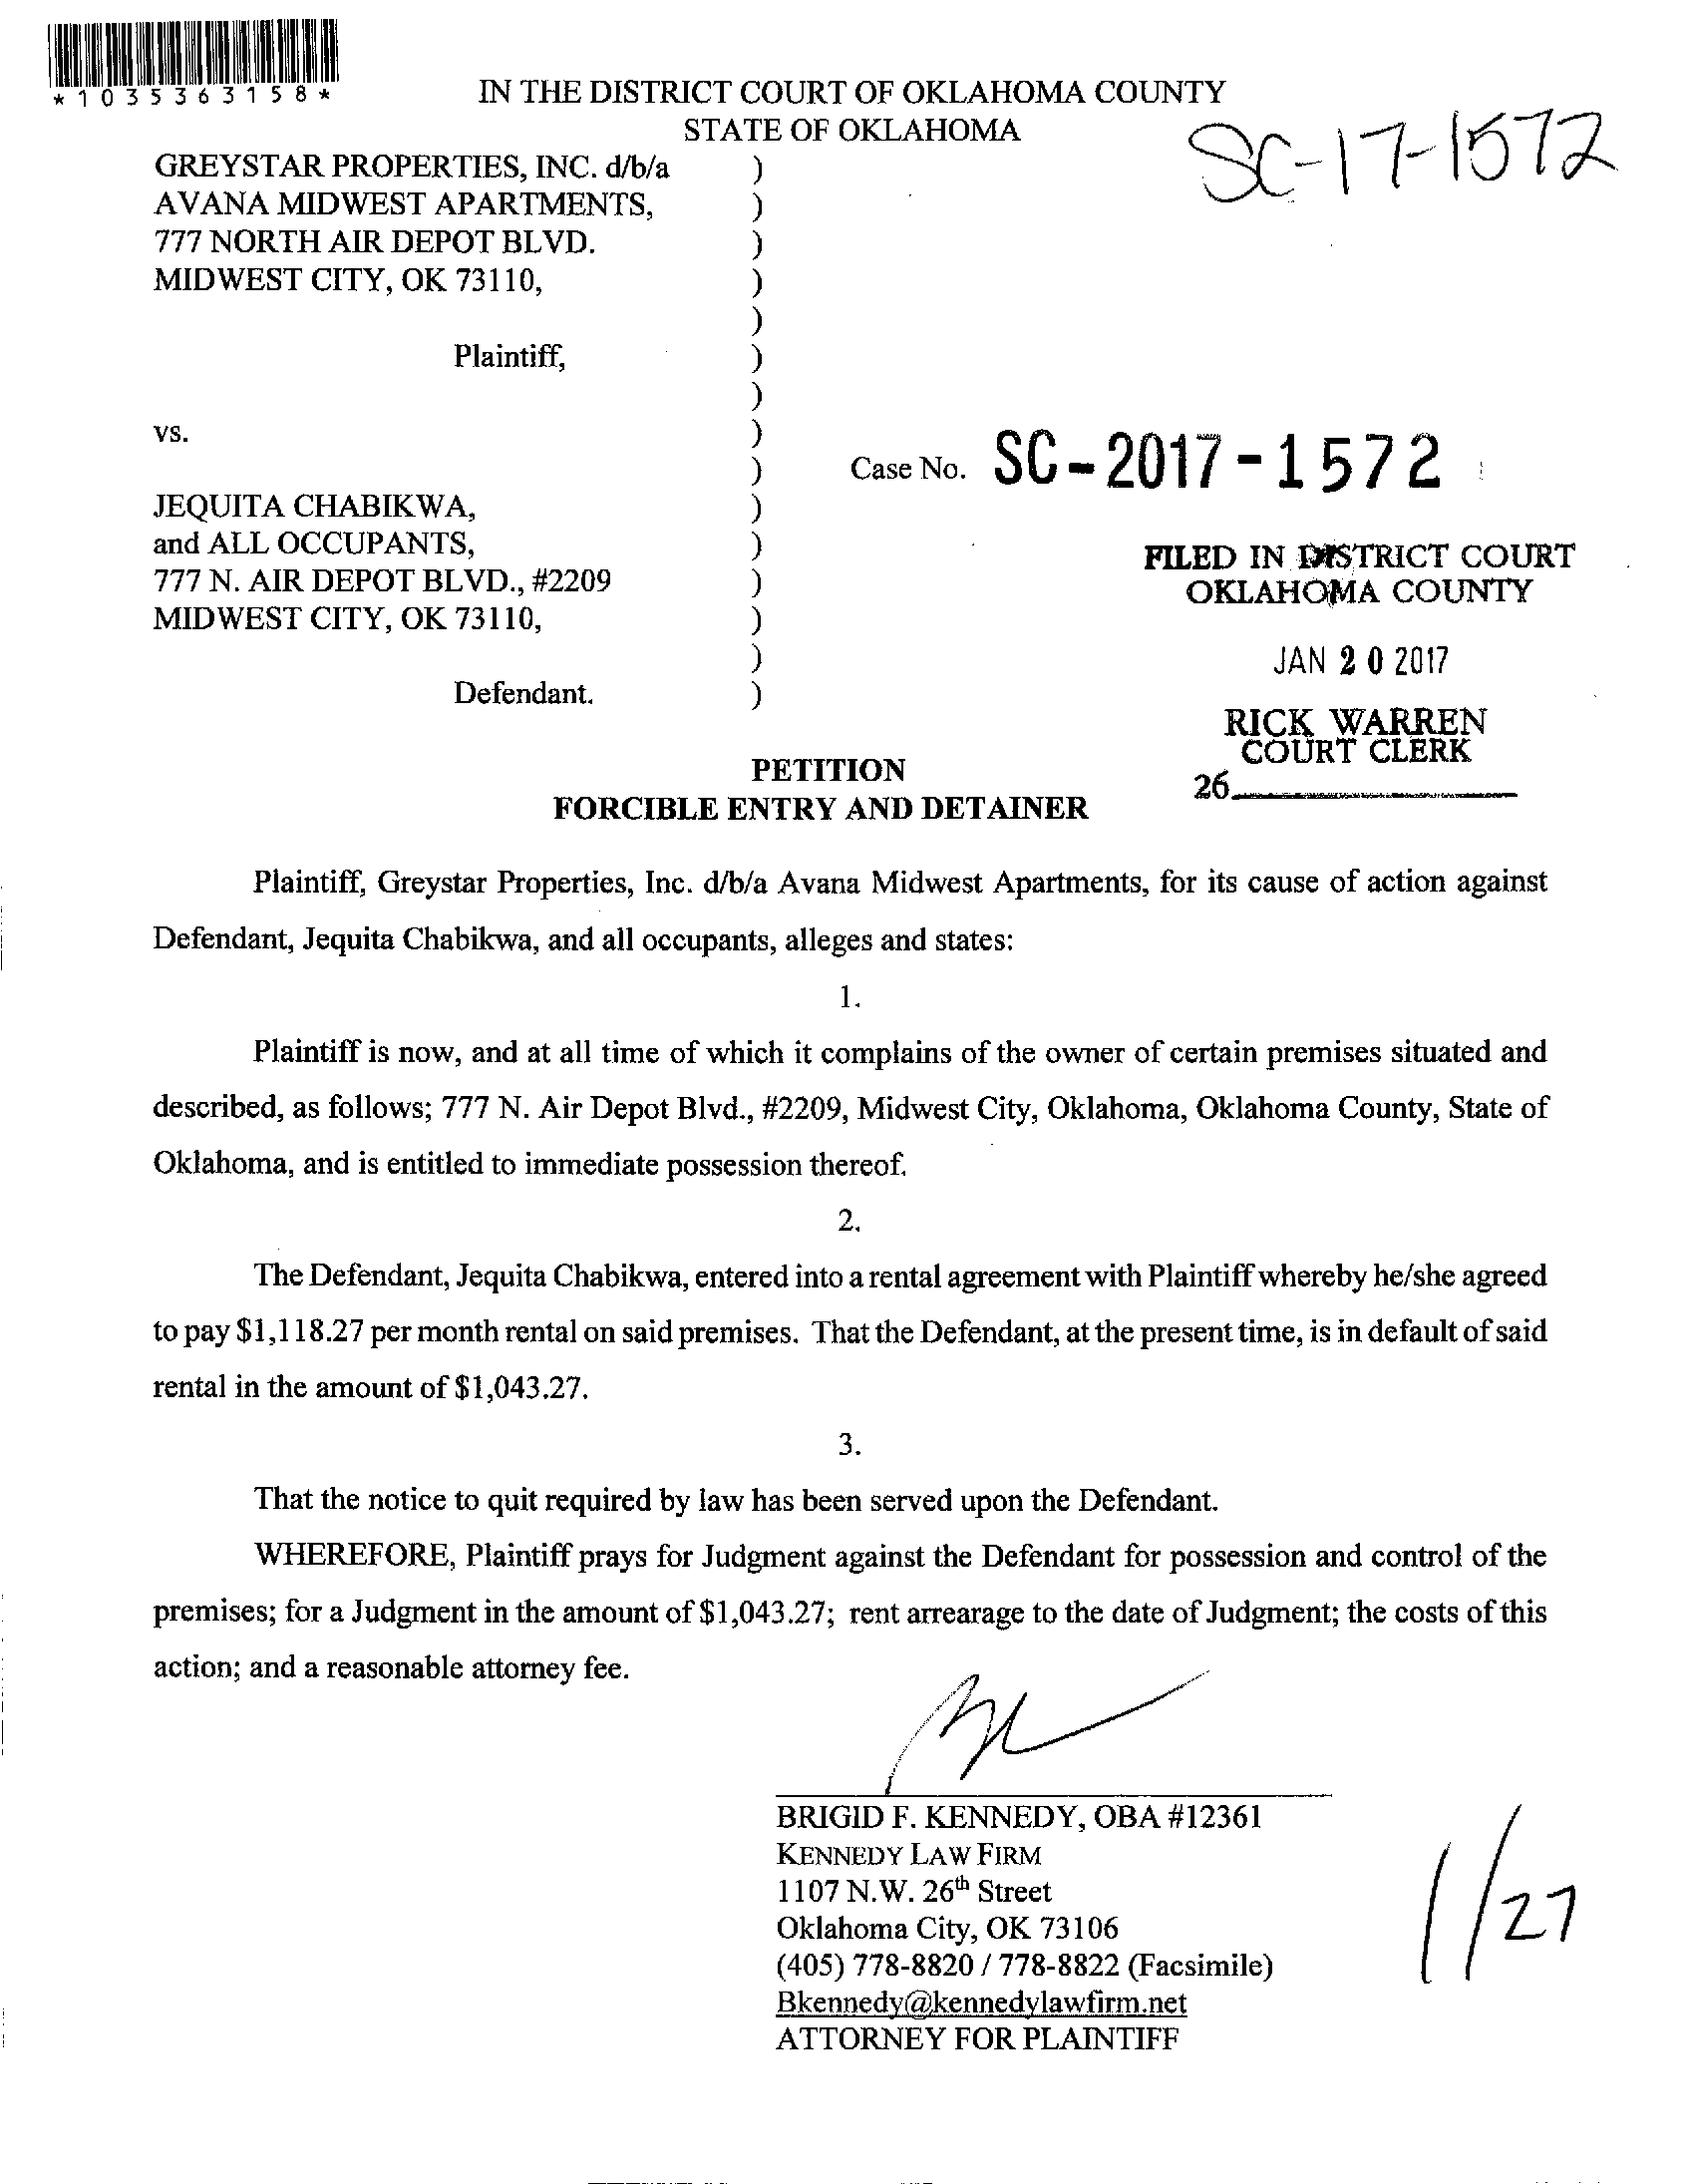 *1035363158*
IN THE DISTRICT COURT OF OKLAHOMA COUNTY
STATE OF OKLAHOMA
SC-17-1572
GREYSTAR PROPERTIES, INC. d/b/a )
AVANA MIDWEST APARTMENTS, )
777 NORTH AIR DEPOT BLVD. )
MIDWEST CITY, OK 73110, )
)
Plaintiff, )
)
vs. )
) Case No. SC-2017-1572
JEQUITA CHABIKWA, )
and ALL OCCUPANTS, )
777 N. AIR DEPOT BLVD., #2209 )
MIDWEST CITY, OK 73110, )
)
Defendant. )
FILED IN DISTRICT COURT
OKLAHOMA COUNTY
JAN 20 2017
RICK WARREN
COURT CLERK
26
PETITION
FORCIBLE ENTRY AND DETAINER
Plaintiff, Greystar Properties, Inc. d/b/a Avana Midwest Apartments, for its cause of action against
Defendant, Jequita Chabikwa, and all occupants, alleges and states:
1.
Plaintiff is now, and at all time of which it complains of the owner of certain premises situated and
described, as follows; 777 N. Air Depot Blvd., #2209, Midwest City, Oklahoma, Oklahoma County, State of
Oklahoma, and is entitled to immediate possession thereof.
2.
The Defendant, Jequita Chabikwa, entered into a rental agreement with Plaintiff whereby he/she agreed
to pay $1,118.27 per month rental on said premises. That the Defendant, at the present time, is in default of said
rental in the amount of $1,043.27.
3.
That the notice to quit required by law has been served upon the Defendant.
WHEREFORE, Plaintiff prays for Judgment against the Defendant for possession and control of the
premises; for a Judgment in the amount of $1,043.27; rent arrearage to the date of Judgment; the costs of this
action; and a reasonable attorney fee.
BRIGID F. KENNEDY, OBA #12361
KENNEDY LAW FIRM
1107 N.W. 26th Street
Oklahoma City, OK 73106
(405) 778-8820 / 778-8822 (Facsimile)
Bkennedy@kennedylawfirm.net
ATTORNEY FOR PLAINTIFF
1/27